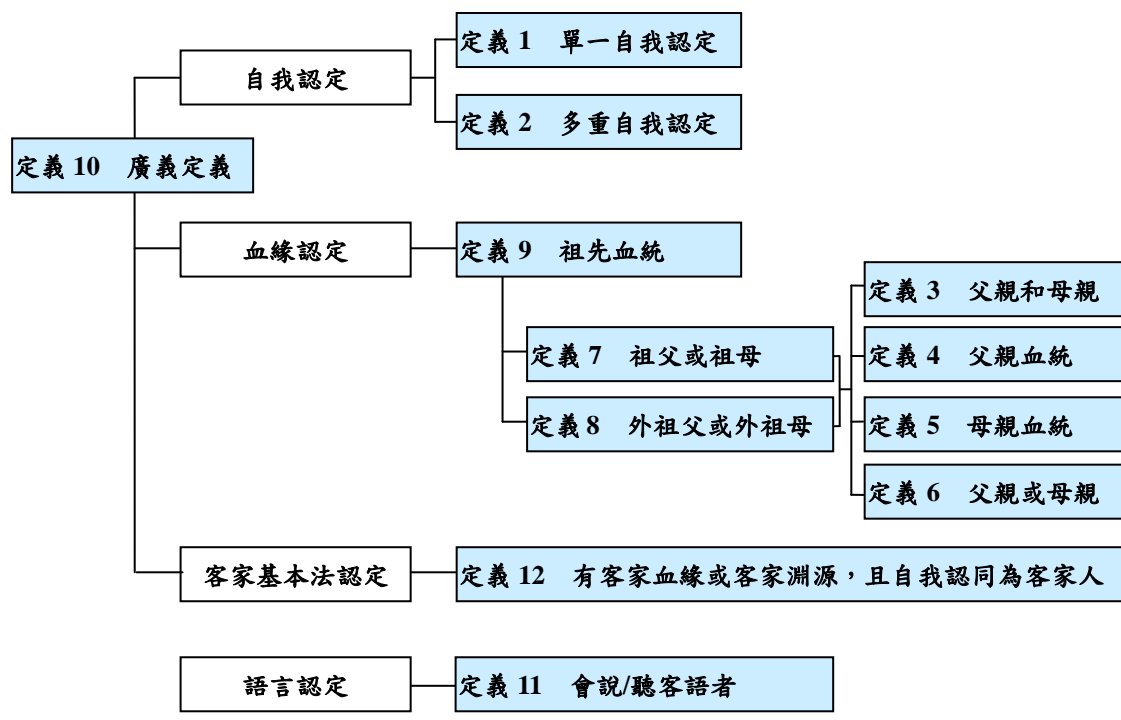 定義 1 單一自我認定
自我認定
定義 2 多重自我認定
定義 10 廣義定義
血緣認定
定義 9 祖先血統
定義 3 父親和母親
定義 7 祖父或祖母
定義 4 父親血統
定義 8 外祖父或外祖母
定義 5 母親血統
定義 6 父親或母親
客家基本法認定
定義 12 有客家血緣或客家淵源，且自我認同為客家人
語言認定
定義 11 會說/聽客語者